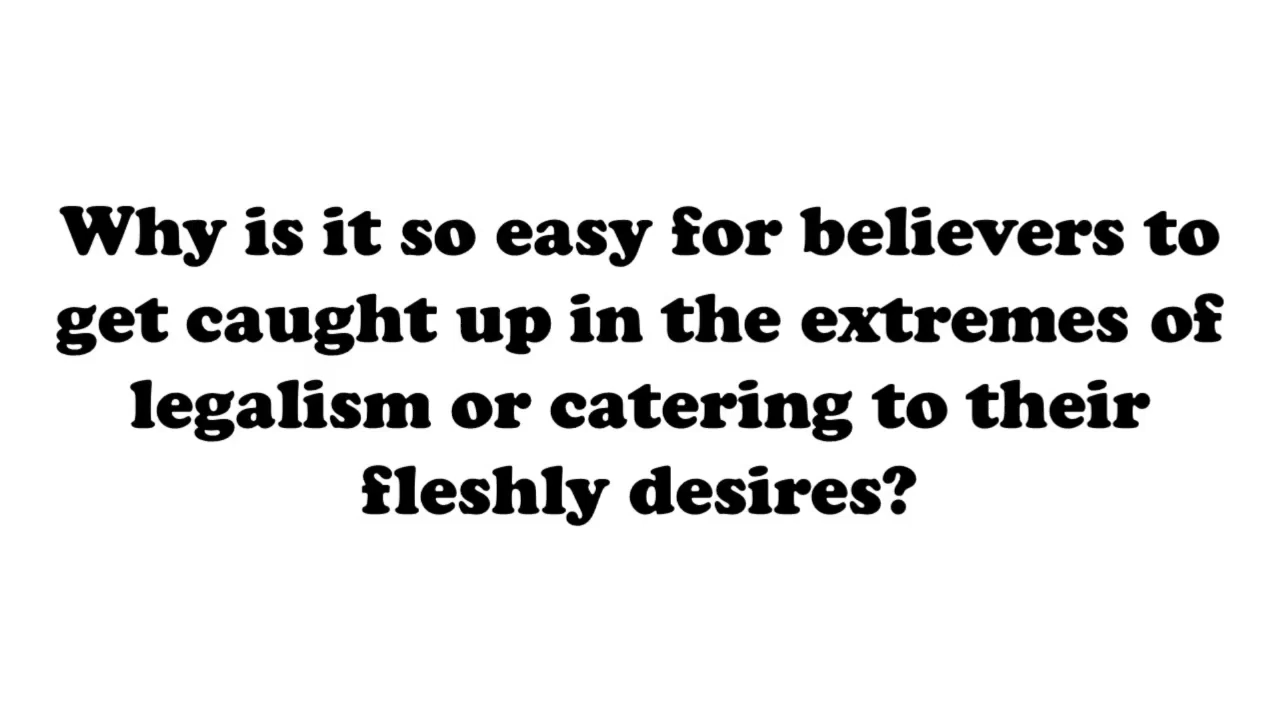 Why is it so easy for believers to
get caught up in the extremes of
legalism or catering to their
fleshly desires?